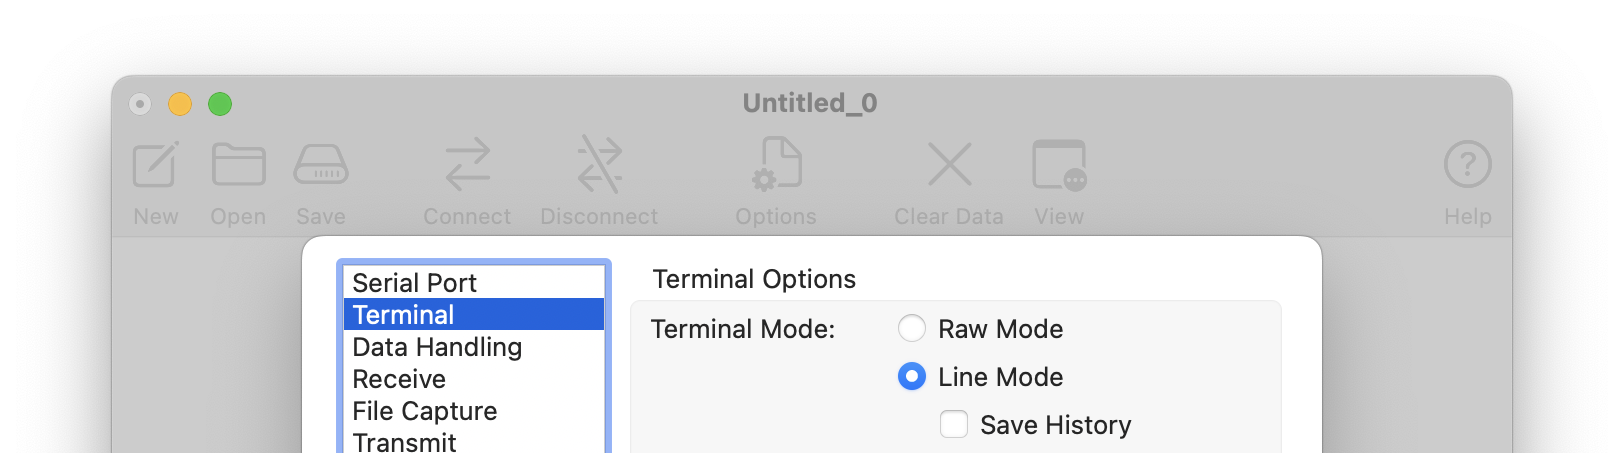 Untitled_0
New Open Save Connect Disconnect Options Clear Data View Help
Serial Port
Terminal
Data Handling
Receive
File Capture
Transmit
Terminal Options
Terminal Mode: Raw Mode
Line Mode
Save History